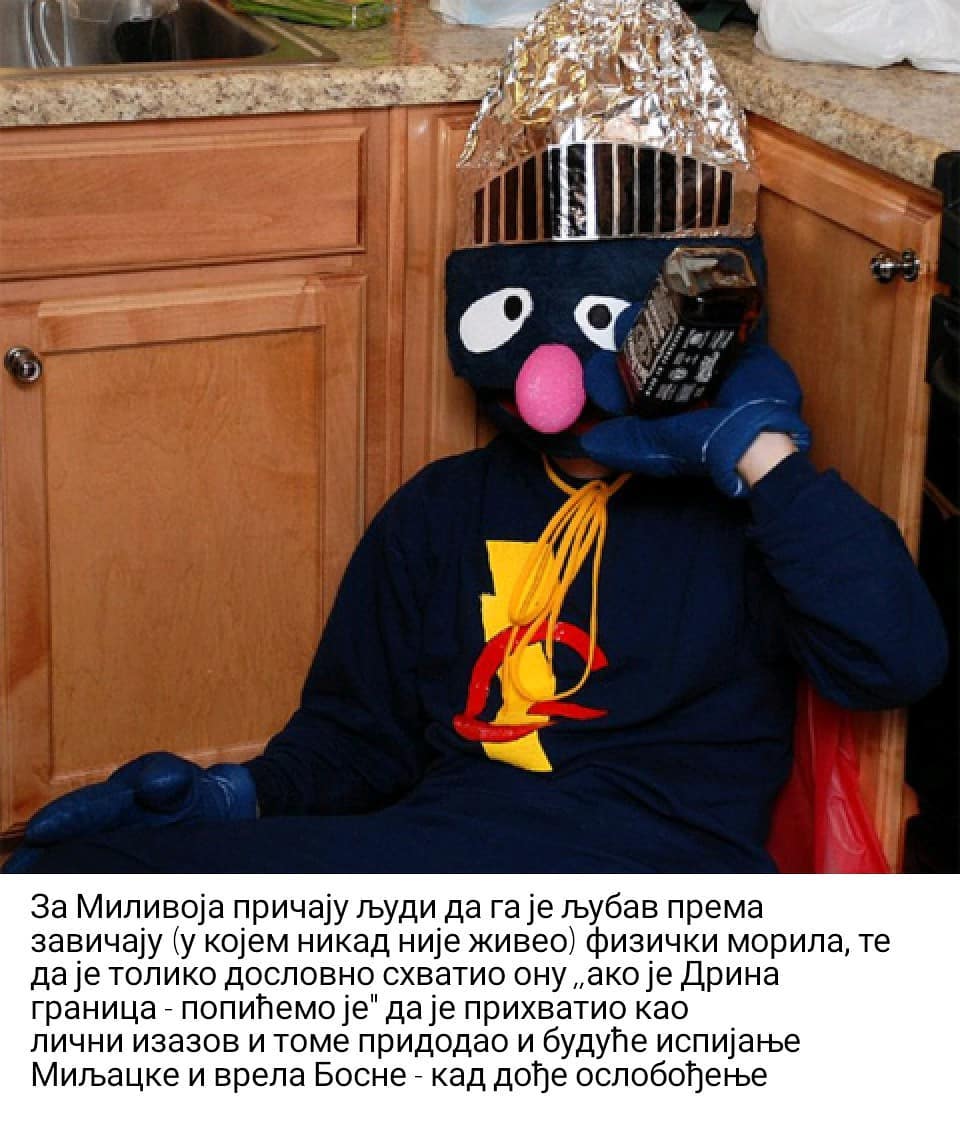 За Миливоја причају људи да га је љубав према
завичају (у којем никад није живео) физички морила, те
да је толико дословно схватио ону „ако је Дрина
граница - попићемо је" да је прихватио као
лични изазов и томе придодао и будуће испијање
Миљацке и врела Босне - кад дође ослобођење